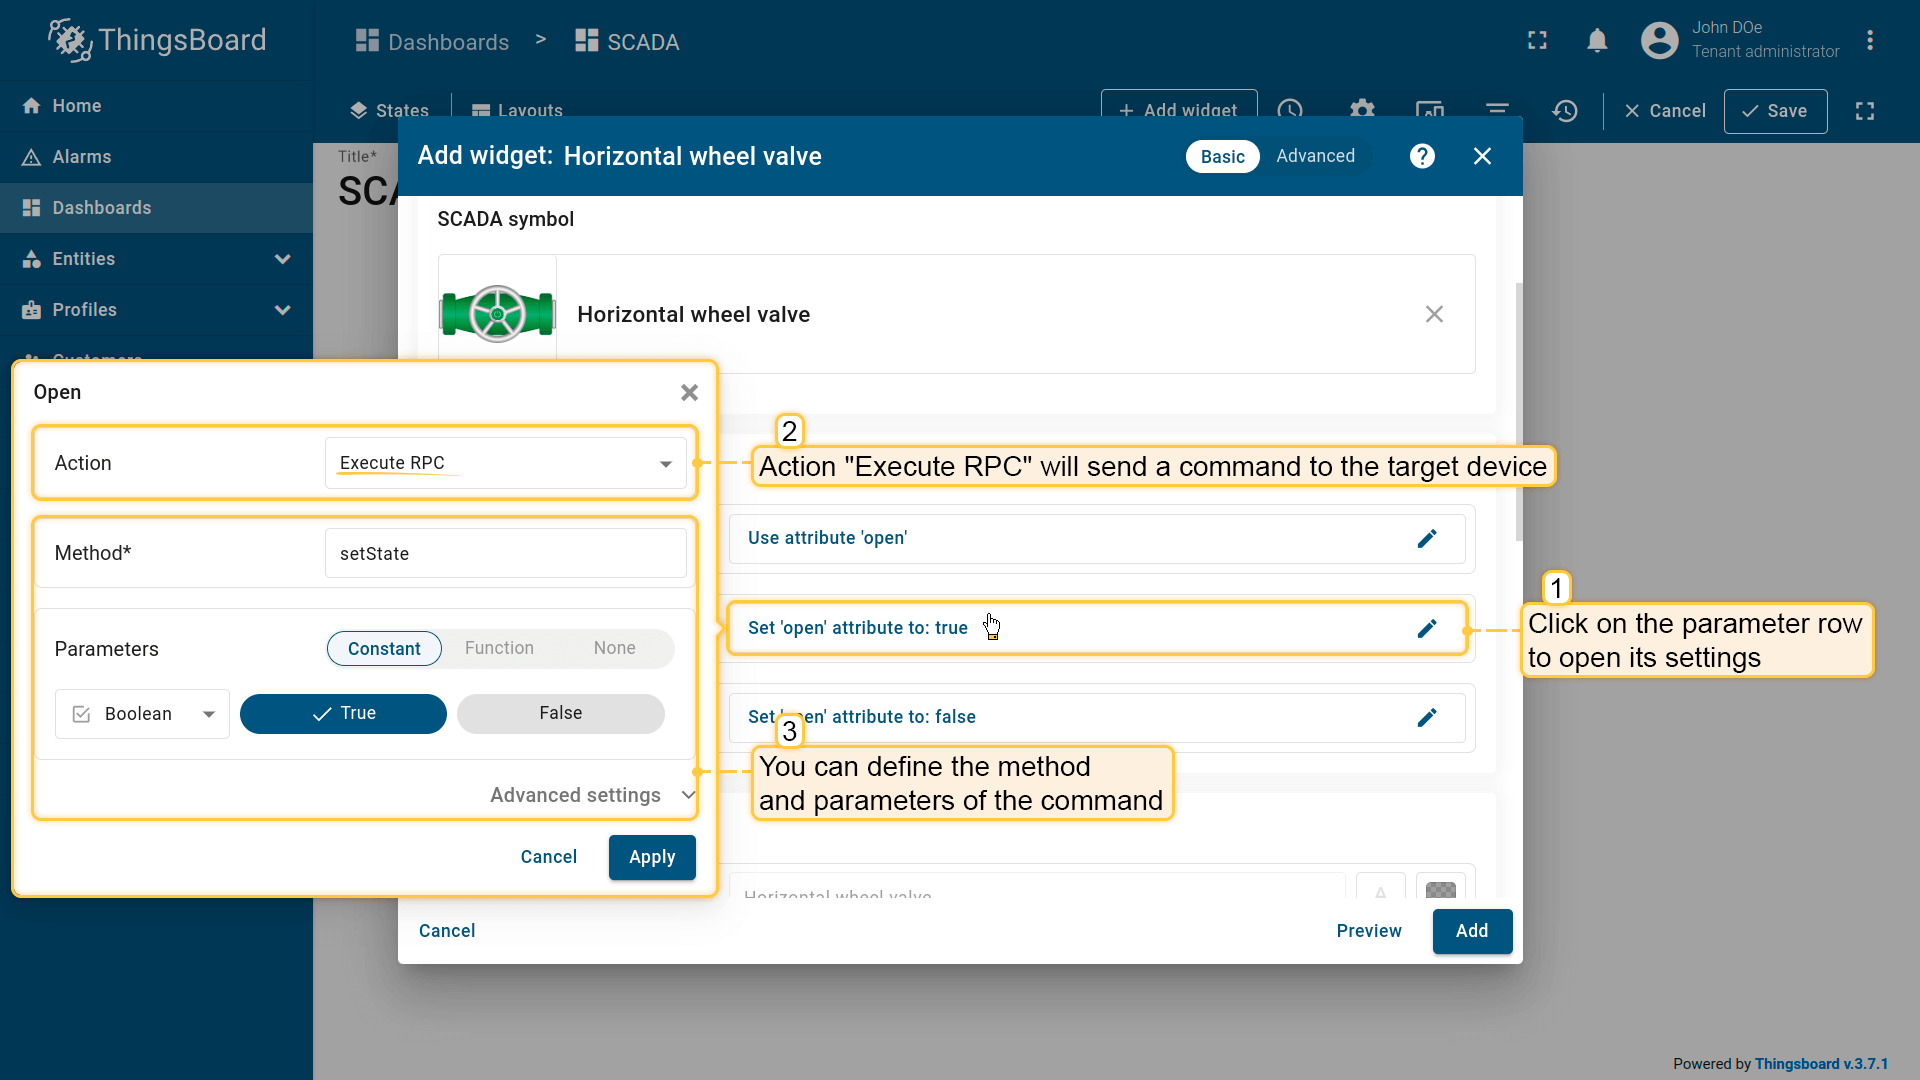 ThingsBoard
Dashboards > SCADA
John DOe
Tenant administrator
Home
Alarms
Dashboards
Entities
Profiles
Customers
States
Layouts
+ Add widget
Cancel
Save
Title*
SCA
Add widget: Horizontal wheel valve
Basic
Advanced
?
SCADA symbol
Horizontal wheel valve
Open
Action
Execute RPC
Method*
setState
Parameters
Constant
Function
None
Boolean
True
False
Advanced settings
Cancel
Apply
2
Action "Execute RPC" will send a command to the target device
Use attribute 'open'
Set 'open' attribute to: true
1
Click on the parameter row
to open its settings
Set 'open' attribute to: false
3
You can define the method
and parameters of the command
Horizontal wheel valve
A
Cancel
Preview
Add
Powered by Thingsboard v.3.7.1